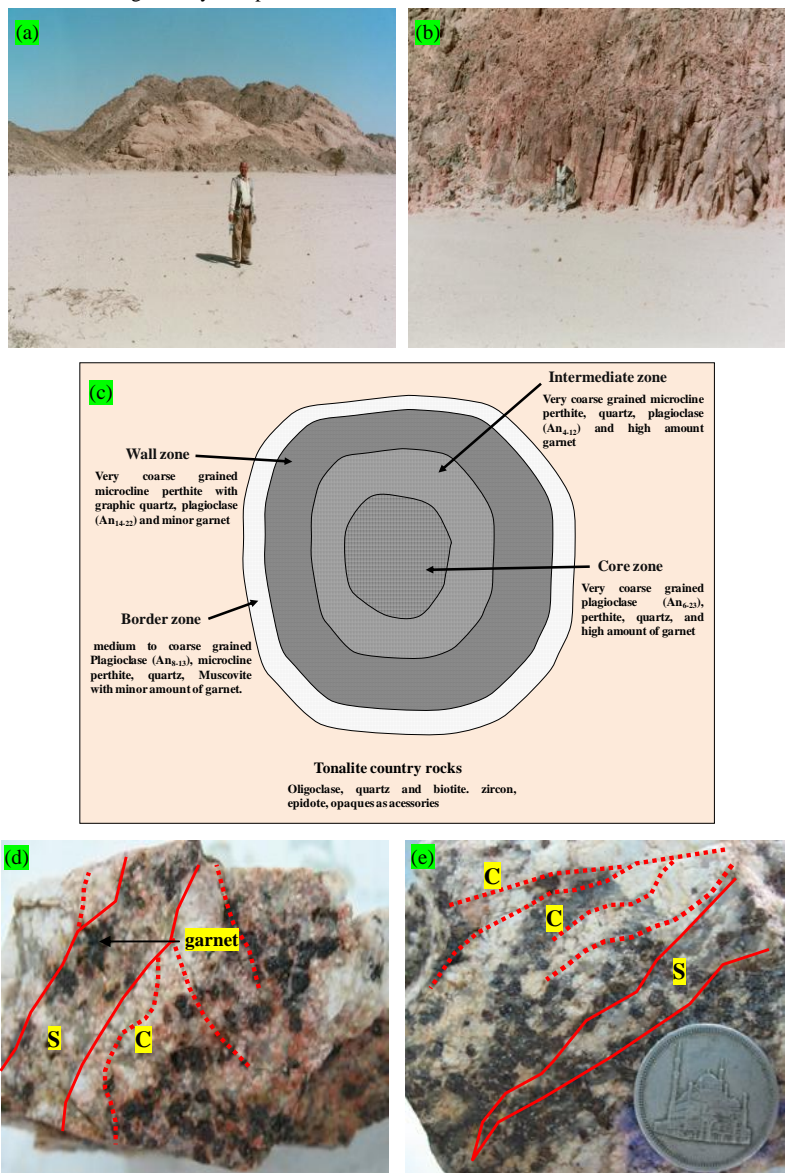 (a)
(b)
(c)
Intermediate zone
Very coarse grained microcline
perthite, quartz, plagioclase
(An4-12) and high amount
garnet
Wall zone
Very coarse grained
microcline perthite with
graphic quartz, plagioclase
(An14-22) and minor garnet
Core zone
Very coarse grained
plagioclase (An6-23),
perthite, quartz, and
high amount of garnet
Border zone
medium to coarse grained
Plagioclase (An8-13), microcline
perthite, quartz, Muscovite
with minor amount of garnet.
Tonalite country rocks
Oligoclase, quartz and biotite. zircon,
epidote, opaques as acessories
(d)
garnet
S
C
(e)
C
C
S